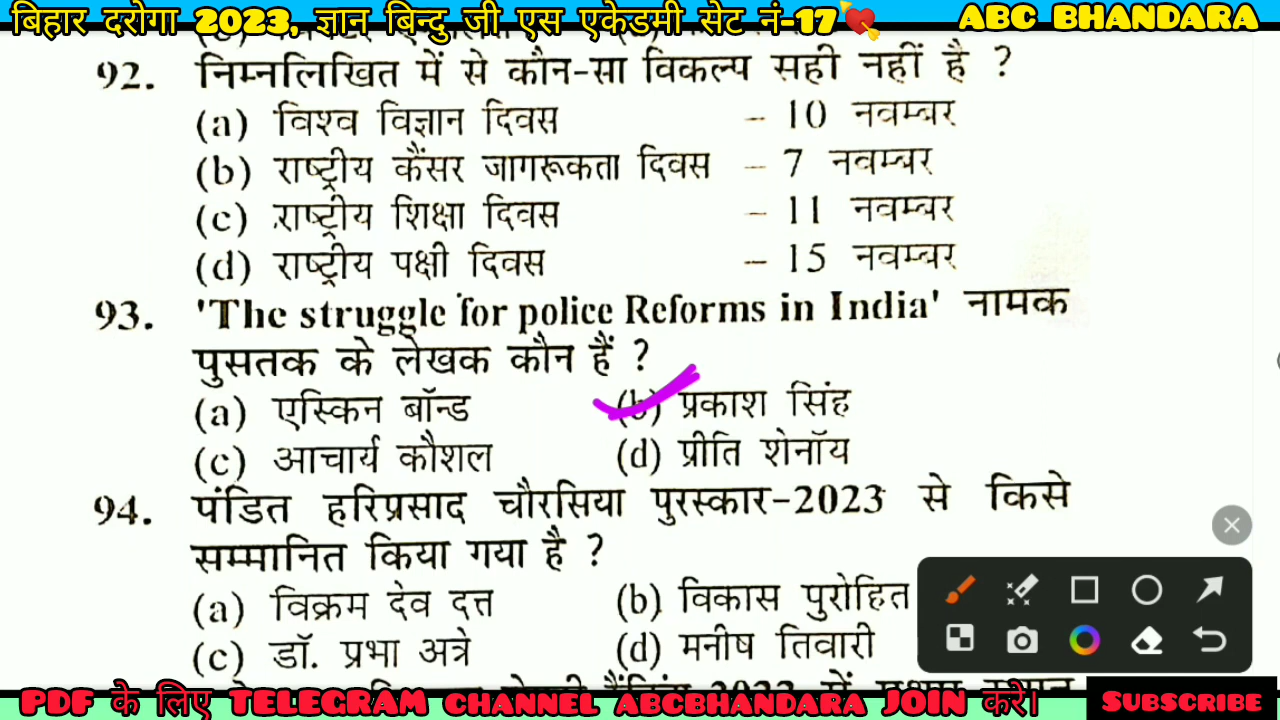 बिहार दरोगा 2023, ज्ञान बिन्दु जी एस एकेडमी सेट नं-17 ABC BHANDARA
92. निम्नलिखित में से कौन-सा विकल्प सही नहीं है ?
(a) विश्व विज्ञान दिवस – 10 नवम्बर
(b) राष्ट्रीय कैंसर जागरूकता दिवस – 7 नवम्बर
(c) राष्ट्रीय शिक्षा दिवस – 11 नवम्बर
(d) राष्ट्रीय पक्षी दिवस – 15 नवम्बर
93. 'The struggle for police Reforms in India' नामक
पुसतक के लेखक कौन हैं ?
(a) एस्किन बॉन्ड (b) प्रकाश सिंह
(c) आचार्य कौशल (d) प्रीति शेनॉय
94. पंडित हरिप्रसाद चौरसिया पुरस्कार-2023 से किसे
सम्मानित किया गया है ?
(a) विक्रम देव दत्त (b) विकास पुरोहित
(c) डॉ. प्रभा अत्रे (d) मनीष तिवारी
PDF के लिए TELEGRAM CHANNEL ABCBHANDARA JOIN करें। SUBSCRIBE